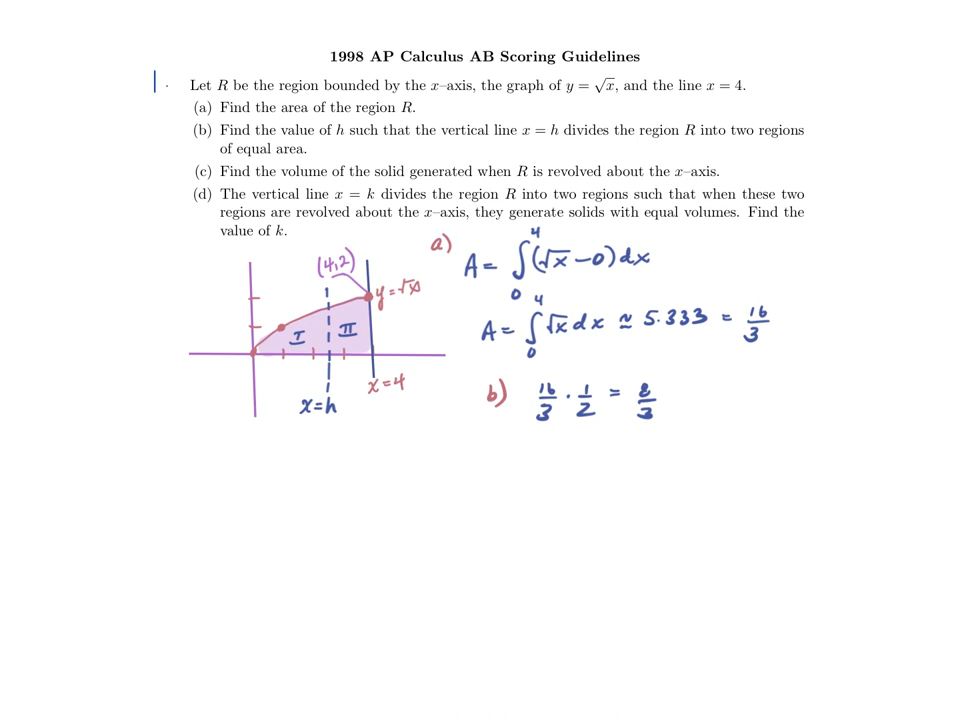 1998 AP Calculus AB Scoring Guidelines
1. Let R be the region bounded by the x–axis, the graph of y = √x, and the line x = 4.
(a) Find the area of the region R.
(b) Find the value of h such that the vertical line x = h divides the region R into two regions
of equal area.
(c) Find the volume of the solid generated when R is revolved about the x–axis.
(d) The vertical line x = k divides the region R into two regions such that when these two
regions are revolved about the x–axis, they generate solids with equal volumes. Find the
value of k.
a) A = ∫₀⁴ (√x − 0) dx
(4,2)
y = √x
A = ∫₀⁴ √x dx ≈ 5.333 = 16/3
I II
x = 4
x = h
b) 16/3 · 1/2 = 8/3